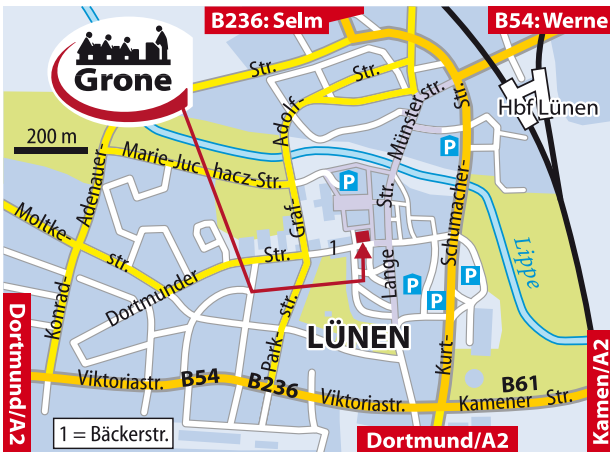 B236: Selm
B54: Werne
Grone
Hbf Lünen
200 m
Str.
Str.
Adolf-
Graf-
Münsterstr.
Str.
Marie-Juchacz-Str.
Konrad-
Adenauer-
Moltke-
str.
Dortmunder
Str.
1
Lange
Str.
Kurt-
Schumacher-
Str.
Lippe
P
P
P
P
P
LÜNEN
Park-
str.
Viktoriastr.
B54
B236
Viktoriastr.
B61
Kamener Str.
Dortmund/A2
Dortmund/A2
Kamen/A2
1 = Bäckerstr.